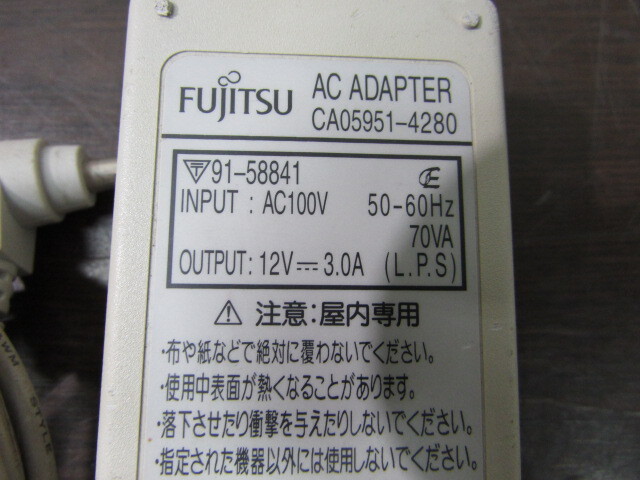 FUJITSU
AC ADAPTER
CA05951-4280
91-58841
INPUT : AC100V 50-60Hz
70VA
OUTPUT: 12V⎓3.0A (L.P.S)
⚠ 注意:屋内専用
・布や紙などで絶対に覆わないでください。
・使用中表面が熱くなることがあります。
・落下させたり衝撃を与えたりしないでください。
・指定された機器以外には使用しないでください。